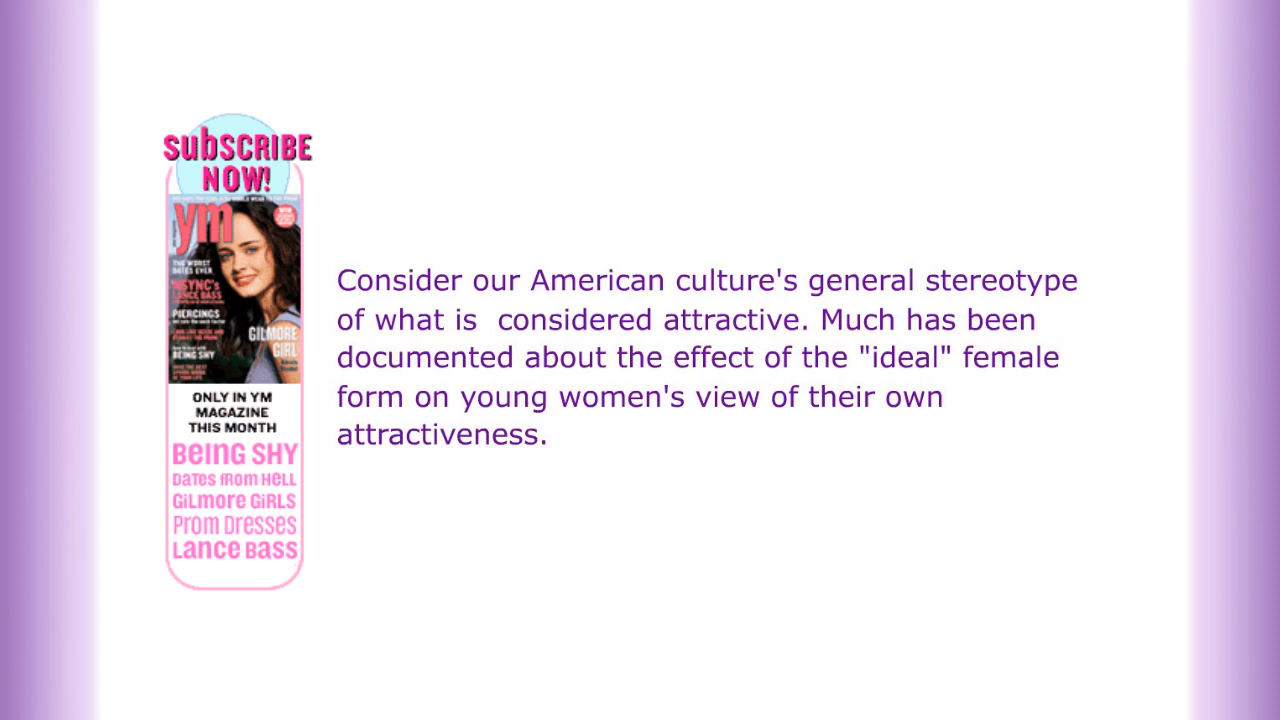 subscribe
NOW!
ym
THE WORST
DATES EVER
*NSYNC's
LANCE BASS
PIERCINGS
GILMORE
GIRL
BEING SHY
ONLY IN YM
MAGAZINE
THIS MONTH
BeinG SHY
Dates from HeLL
GiLmore GiRLS
Prom Dresses
Lance Bass
Consider our American culture's general stereotype
of what is  considered attractive. Much has been
documented about the effect of the "ideal" female
form on young women's view of their own
attractiveness.